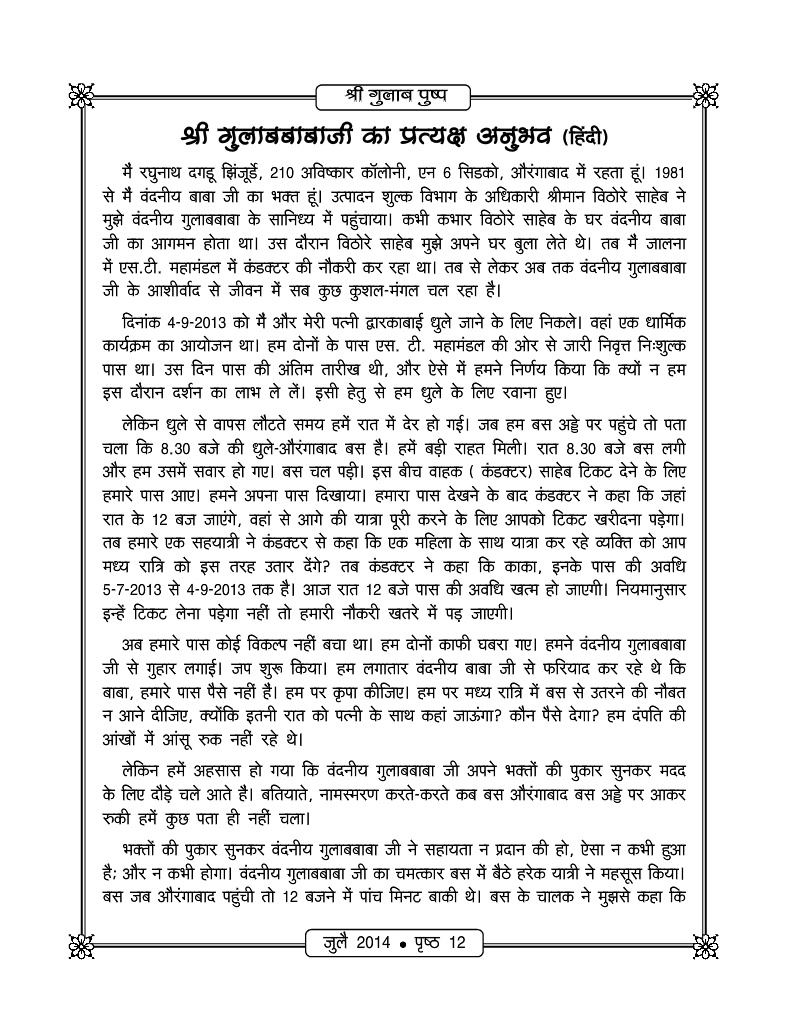 श्री गुलाब पुष्प
श्री गुलाबबाबाजी का प्रत्यक्ष अनुभव (हिंदी)
मै रघुनाथ दगडू झिंजूर्डे, 210 अविष्कार कॉलोनी, एन 6 सिडको, औरंगाबाद में रहता हूं। 1981
से मै वंदनीय बाबा जी का भक्त हूं। उत्पादन शुल्क विभाग के अधिकारी श्रीमान विठोरे साहेब ने
मुझे वंदनीय गुलाबबाबा के सानिध्य में पहुंचाया। कभी कभार विठोरे साहेब के घर वंदनीय बाबा
जी का आगमन होता था। उस दौरान विठोरे साहेब मुझे अपने घर बुला लेते थे। तब मै जालना
में एस.टी. महामंडल में कंडक्टर की नौकरी कर रहा था। तब से लेकर अब तक वंदनीय गुलाबबाबा
जी के आशीर्वाद से जीवन में सब कुछ कुशल-मंगल चल रहा है।
दिनांक 4-9-2013 को मै और मेरी पत्नी द्वारकाबाई धुले जाने के लिए निकले। वहां एक धार्मिक
कार्यक्रम का आयोजन था। हम दोनों के पास एस. टी. महामंडल की ओर से जारी निवृत्त निःशुल्क
पास था। उस दिन पास की अंतिम तारीख थी, और ऐसे में हमने निर्णय किया कि क्यों न हम
इस दौरान दर्शन का लाभ ले लें। इसी हेतु से हम धुले के लिए रवाना हुए।
लेकिन धुले से वापस लौटते समय हमें रात में देर हो गई। जब हम बस अड्डे पर पहुंचे तो पता
चला कि 8.30 बजे की धुले-औरंगाबाद बस है। हमें बड़ी राहत मिली। रात 8.30 बजे बस लगी
और हम उसमें सवार हो गए। बस चल पड़ी। इस बीच वाहक ( कंडक्टर) साहेब टिकट देने के लिए
हमारे पास आए। हमने अपना पास दिखाया। हमारा पास देखने के बाद कंडक्टर ने कहा कि जहां
रात के 12 बज जाएंगे, वहां से आगे की यात्रा पूरी करने के लिए आपको टिकट खरीदना पड़ेगा।
तब हमारे एक सहयात्री ने कंडक्टर से कहा कि एक महिला के साथ यात्रा कर रहे व्यक्ति को आप
मध्य रात्रि को इस तरह उतार देंगे? तब कंडक्टर ने कहा कि काका, इनके पास की अवधि
5-7-2013 से 4-9-2013 तक है। आज रात 12 बजे पास की अवधि खत्म हो जाएगी। नियमानुसार
इन्हें टिकट लेना पड़ेगा नहीं तो हमारी नौकरी खतरे में पड़ जाएगी।
अब हमारे पास कोई विकल्प नहीं बचा था। हम दोनों काफी घबरा गए। हमने वंदनीय गुलाबबाबा
जी से गुहार लगाई। जप शुरू किया। हम लगातार वंदनीय बाबा जी से फरियाद कर रहे थे कि
बाबा, हमारे पास पैसे नहीं है। हम पर कृपा कीजिए। हम पर मध्य रात्रि में बस से उतरने की नौबत
न आने दीजिए, क्योंकि इतनी रात को पत्नी के साथ कहां जाऊंगा? कौन पैसे देगा? हम दंपति की
आंखों में आंसू रुक नहीं रहे थे।
लेकिन हमें अहसास हो गया कि वंदनीय गुलाबबाबा जी अपने भक्तों की पुकार सुनकर मदद
के लिए दौड़े चले आते है। बतियाते, नामस्मरण करते-करते कब बस औरंगाबाद बस अड्डे पर आकर
रुकी हमें कुछ पता ही नहीं चला।
भक्तों की पुकार सुनकर वंदनीय गुलाबबाबा जी ने सहायता न प्रदान की हो, ऐसा न कभी हुआ
है; और न कभी होगा। वंदनीय गुलाबबाबा जी का चमत्कार बस में बैठे हरेक यात्री ने महसूस किया।
बस जब औरंगाबाद पहुंची तो 12 बजने में पांच मिनट बाकी थे। बस के चालक ने मुझसे कहा कि
जुलै 2014 ● पृष्ठ 12